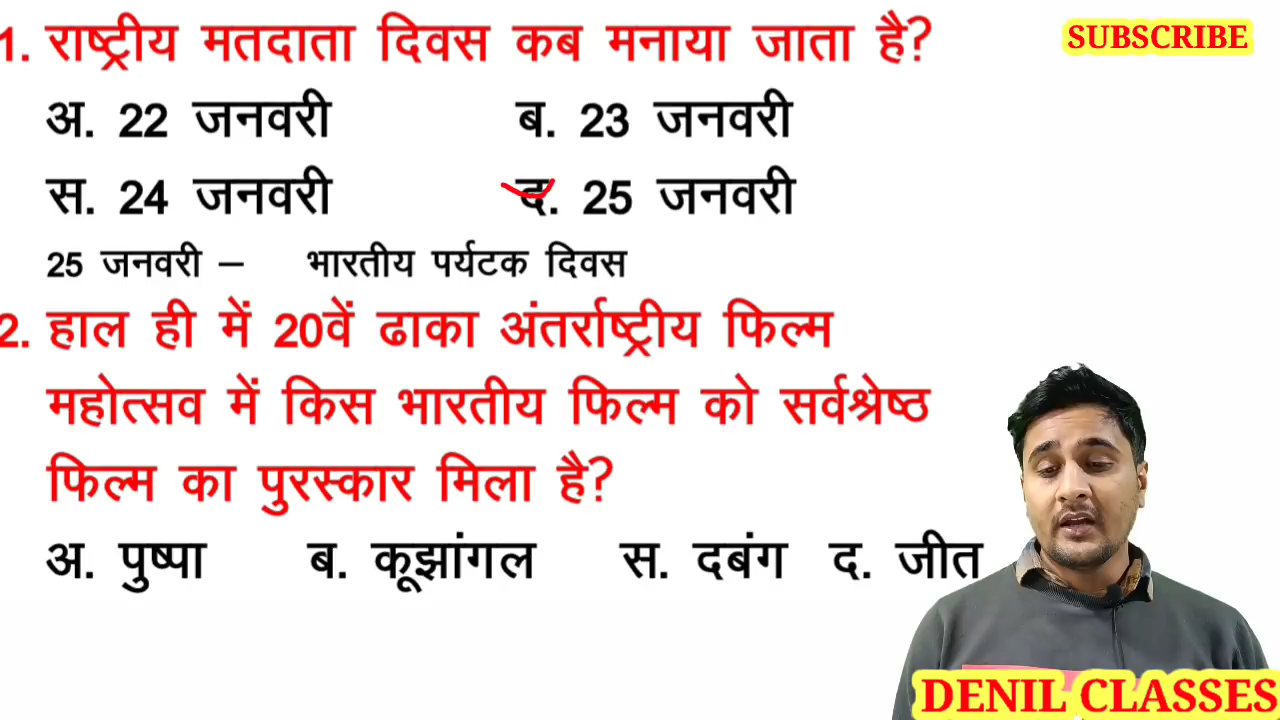 1. राष्ट्रीय मतदाता दिवस कब मनाया जाता है?
SUBSCRIBE
अ. 22 जनवरी ब. 23 जनवरी
स. 24 जनवरी द. 25 जनवरी
25 जनवरी – भारतीय पर्यटक दिवस
2. हाल ही में 20वें ढाका अंतर्राष्ट्रीय फिल्म
महोत्सव में किस भारतीय फिल्म को सर्वश्रेष्ठ
फिल्म का पुरस्कार मिला है?
अ. पुष्पा ब. कूझांगल स. दबंग द. जीत
DENIL CLASSES